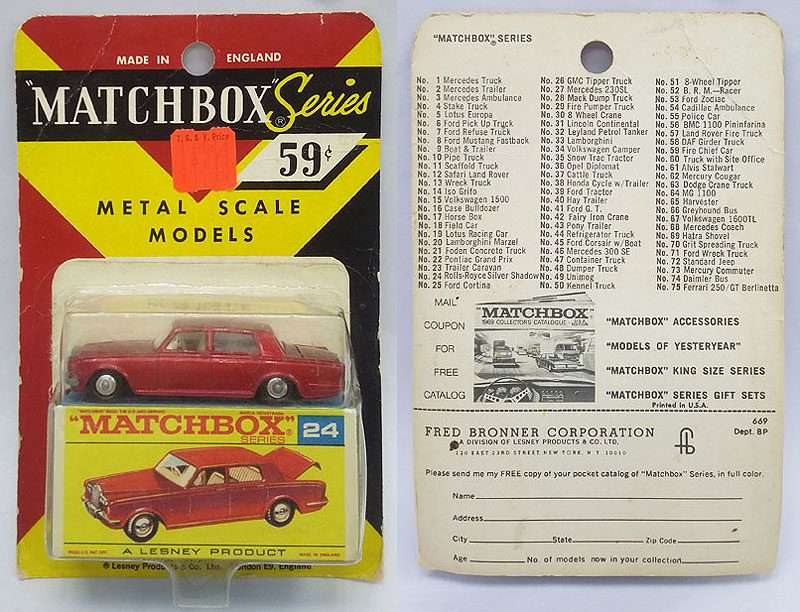 MADE IN ENGLAND
"MATCHBOX" Series
®
T. G. & Y. Price
59¢
METAL SCALE
MODELS
"MATCHBOX"®
SERIES
24
A LESNEY PRODUCT
MADE IN ENGLAND
® Lesney Products & Co. Ltd. London E9, England
"MATCHBOX"® SERIES
No. 1 Mercedes Truck
No. 2 Mercedes Trailer
No. 3 Mercedes Ambulance
No. 4 Stake Truck
No. 5 Lotus Europa
No. 6 Ford Pick Up Truck
No. 7 Ford Refuse Truck
No. 8 Ford Mustang Fastback
No. 9 Boat & Trailer
No. 10 Pipe Truck
No. 11 Scaffold Truck
No. 12 Safari Land Rover
No. 13 Wreck Truck
No. 14 Iso Grifo
No. 15 Volkswagen 1500
No. 16 Case Bulldozer
No. 17 Horse Box
No. 18 Field Car
No. 19 Lotus Racing Car
No. 20 Lamborghini Marzel
No. 21 Foden Concrete Truck
No. 22 Pontiac Grand Prix
No. 23 Trailer Caravan
No. 24 Rolls-Royce Silver Shadow
No. 25 Ford Cortina
No. 26 GMC Tipper Truck
No. 27 Mercedes 230SL
No. 28 Mack Dump Truck
No. 29 Fire Pumper Truck
No. 30 8 Wheel Crane
No. 31 Lincoln Continental
No. 32 Leyland Petrol Tanker
No. 33 Lamborghini
No. 34 Volkswagen Camper
No. 35 Snow Trac Tractor
No. 36 Opel Diplomat
No. 37 Cattle Truck
No. 38 Honda Cycle w/Trailer
No. 39 Ford Tractor
No. 40 Hay Trailer
No. 41 Ford G. T.
No. 42 Fairy Iron Crane
No. 43 Pony Trailer
No. 44 Refrigerator Truck
No. 45 Ford Corsair w/Boat
No. 46 Mercedes 300 SE
No. 47 Container Truck
No. 48 Dumper Truck
No. 49 Unimog
No. 50 Kennel Truck
No. 51 8-Wheel Tipper
No. 52 B. R. M.—Racer
No. 53 Ford Zodiac
No. 54 Cadillac Ambulance
No. 55 Police Car
No. 56 BMC 1100 Pininfarina
No. 57 Land Rover Fire Truck
No. 58 DAF Girder Truck
No. 59 Fire Chief Car
No. 60 Truck with Site Office
No. 61 Alvis Stalwart
No. 62 Mercury Cougar
No. 63 Dodge Crane Truck
No. 64 MG 1100
No. 65 Harvester
No. 66 Greyhound Bus
No. 67 Volkswagen 1600TL
No. 68 Mercedes Coach
No. 69 Hatra Shovel
No. 70 Grit Spreading Truck
No. 71 Ford Wreck Truck
No. 72 Standard Jeep
No. 73 Mercury Commuter
No. 74 Daimler Bus
No. 75 Ferrari 250/GT Berlinetta
MAIL
COUPON
FOR
FREE
CATALOG
"MATCHBOX"
1969 COLLECTORS CATALOGUE
"MATCHBOX" ACCESSORIES
"MODELS OF YESTERYEAR"
"MATCHBOX" KING SIZE SERIES
"MATCHBOX" SERIES GIFT SETS
Printed in U.S.A.
669
FRED BRONNER CORPORATION
Dept. BP
A DIVISION OF LESNEY PRODUCTS & CO. LTD.
120 EAST 23RD STREET NEW YORK, N. Y. 10010
Please send me my FREE copy of your pocket catalog of "Matchbox" Series, in full color.
Name
Address
City State Zip Code
Age No. of models now in your collection